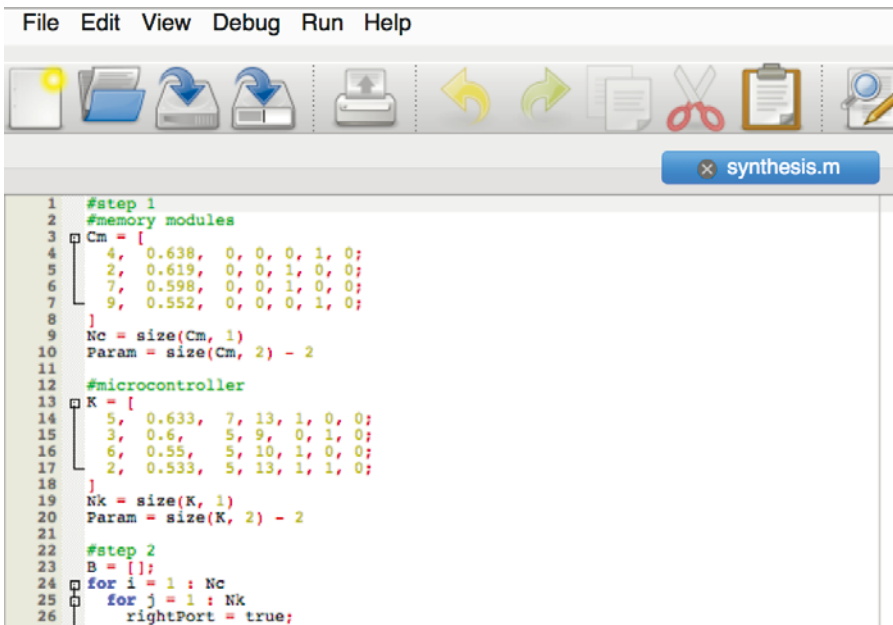 File Edit View Debug Run Help
synthesis.m
1 #step 1
2 #memory modules
3 Cm = [
4 4, 0.638, 0, 0, 0, 1, 0;
5 2, 0.619, 0, 0, 1, 0, 0;
6 7, 0.598, 0, 0, 1, 0, 0;
7 9, 0.552, 0, 0, 0, 1, 0;
8 ]
9 Nc = size(Cm, 1)
10 Param = size(Cm, 2) - 2
11
12 #microcontroller
13 K = [
14 5, 0.633, 7, 13, 1, 0, 0;
15 3, 0.6, 5, 9, 0, 1, 0;
16 6, 0.55, 5, 10, 1, 0, 0;
17 2, 0.533, 5, 13, 1, 1, 0;
18 ]
19 Nk = size(K, 1)
20 Param = size(K, 2) - 2
21
22 #step 2
23 B = [];
24 for i = 1 : Nc
25 for j = 1 : Nk
26 rightPort = true;